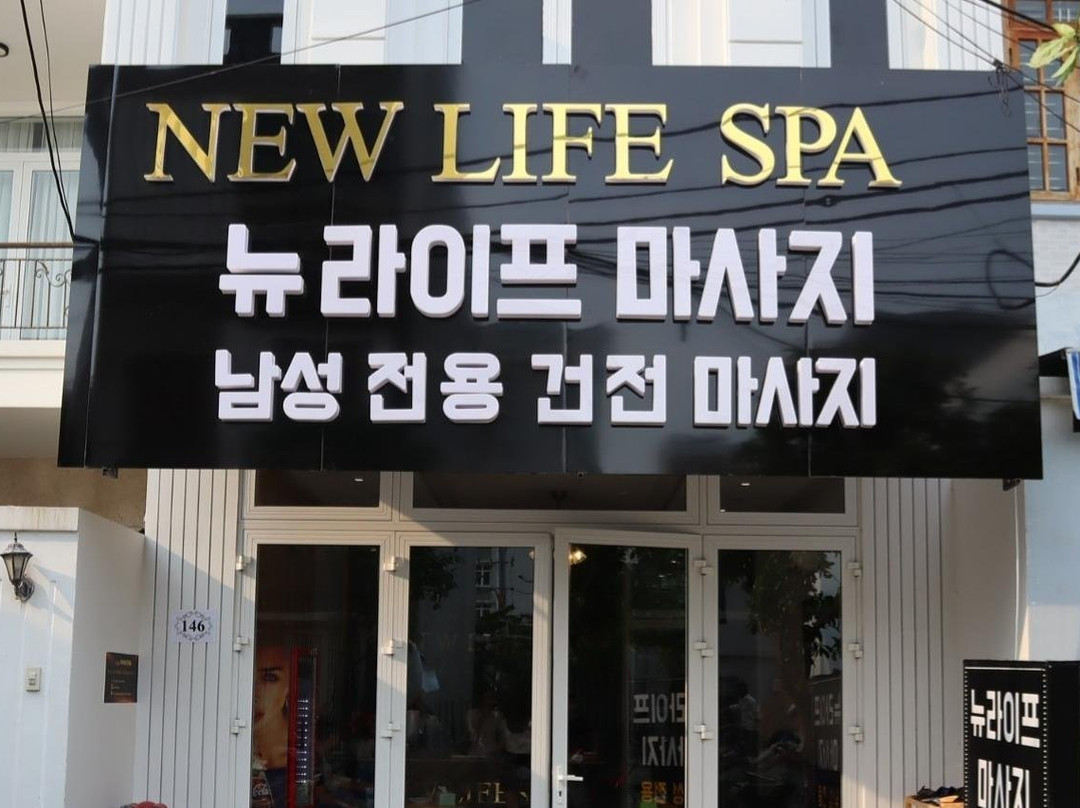 NEW LIFE SPA
뉴 라이프 마사지
남성 전용 건전 마사지
146
뉴라이프
마사지